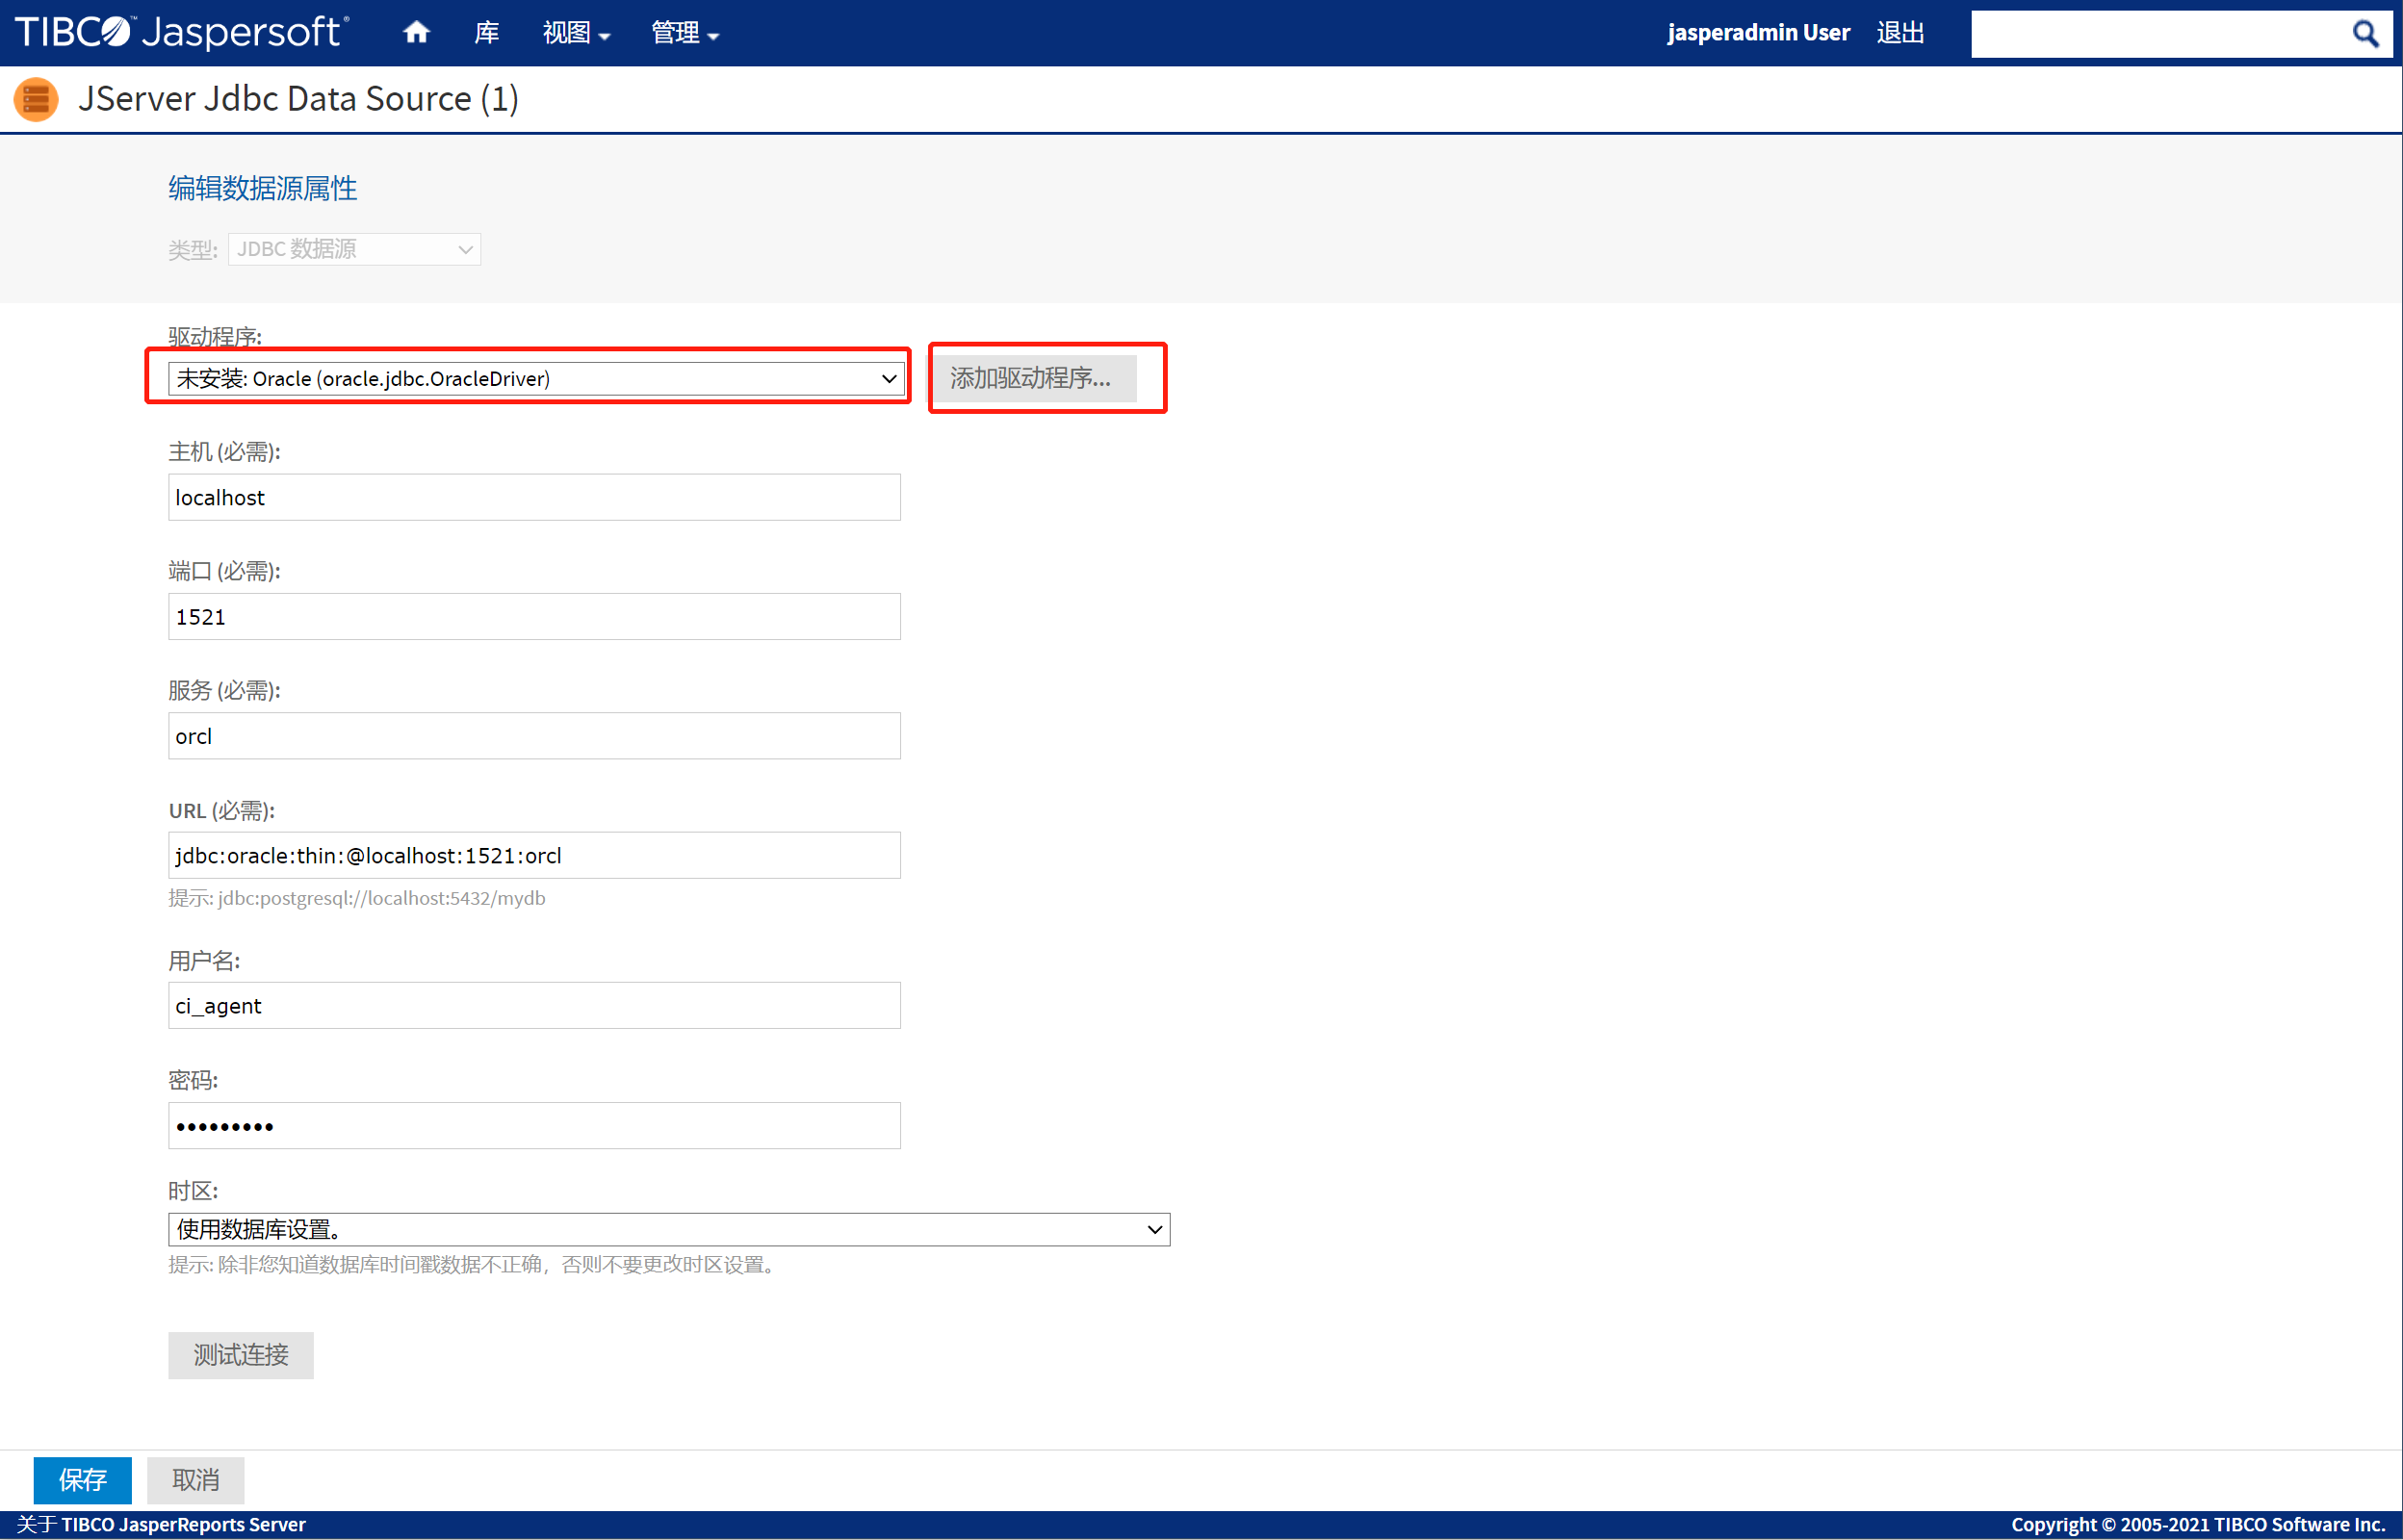 TIBCO™ Jaspersoft® 库 视图 管理 jasperadmin User 退出
JServer Jdbc Data Source (1)
编辑数据源属性
类型: JDBC 数据源
驱动程序:
未安装: Oracle (oracle.jdbc.OracleDriver) 添加驱动程序...
主机 (必需):
localhost
端口 (必需):
1521
服务 (必需):
orcl
URL (必需):
jdbc:oracle:thin:@localhost:1521:orcl
提示: jdbc:postgresql://localhost:5432/mydb
用户名:
ci_agent
密码:
•••••••••
时区:
使用数据库设置。
提示: 除非您知道数据库时间戳数据不正确，否则不要更改时区设置。
测试连接
保存 取消
关于 TIBCO JasperReports Server Copyright © 2005-2021 TIBCO Software Inc.